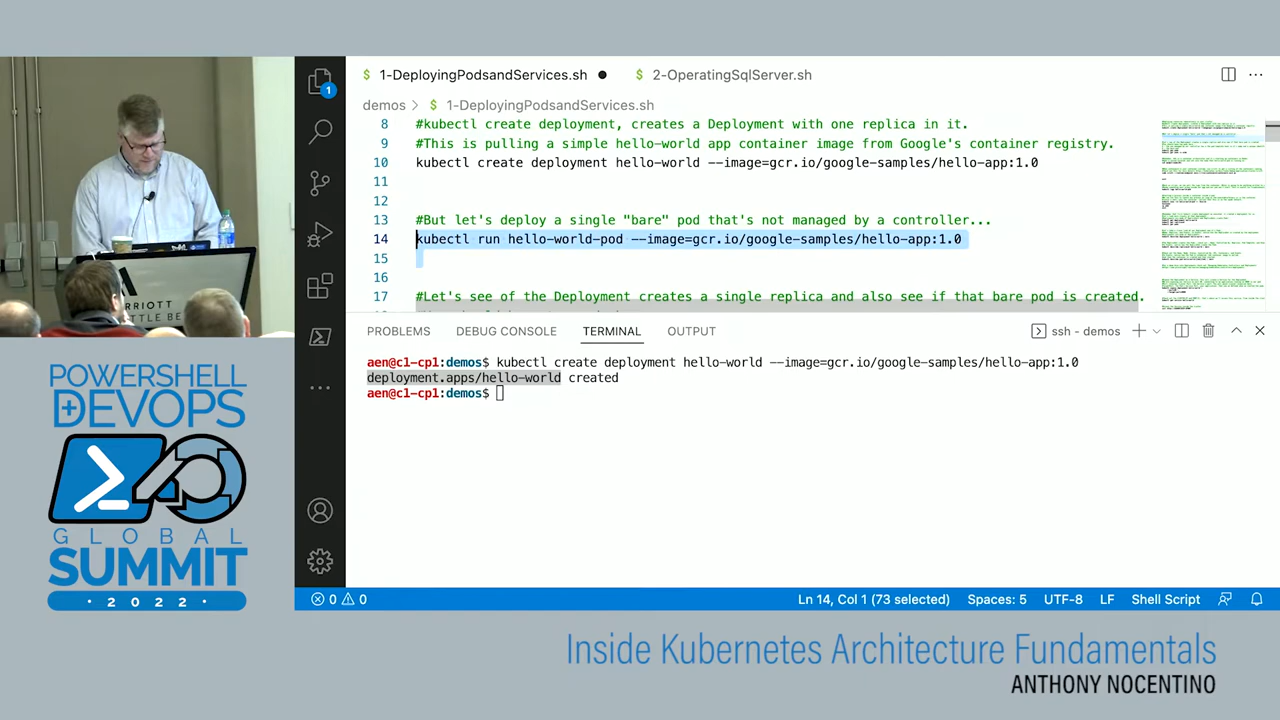 1-DeployingPodsandServices.sh
2-OperatingSqlServer.sh
demos > 1-DeployingPodsandServices.sh
8 #kubectl create deployment, creates a Deployment with one replica in it.
9 #This is pulling a simple hello-world app container image from Google's container registry.
10 kubectl create deployment hello-world --image=gcr.io/google-samples/hello-app:1.0
11
12
13 #But let's deploy a single "bare" pod that's not managed by a controller...
14 kubectl run hello-world-pod --image=gcr.io/google-samples/hello-app:1.0
15
16
17 #Let's see of the Deployment creates a single replica and also see if that bare pod is created.
1
PROBLEMS DEBUG CONSOLE TERMINAL OUTPUT
ssh - demos
aen@c1-cp1:demos$ kubectl create deployment hello-world --image=gcr.io/google-samples/hello-app:1.0
deployment.apps/hello-world created
aen@c1-cp1:demos$
0 0
Ln 14, Col 1 (73 selected) Spaces: 5 UTF-8 LF Shell Script
POWERSHELL
DEVOPS
GLOBAL
SUMMIT
2022
Inside Kubernetes Architecture Fundamentals
ANTHONY NOCENTINO